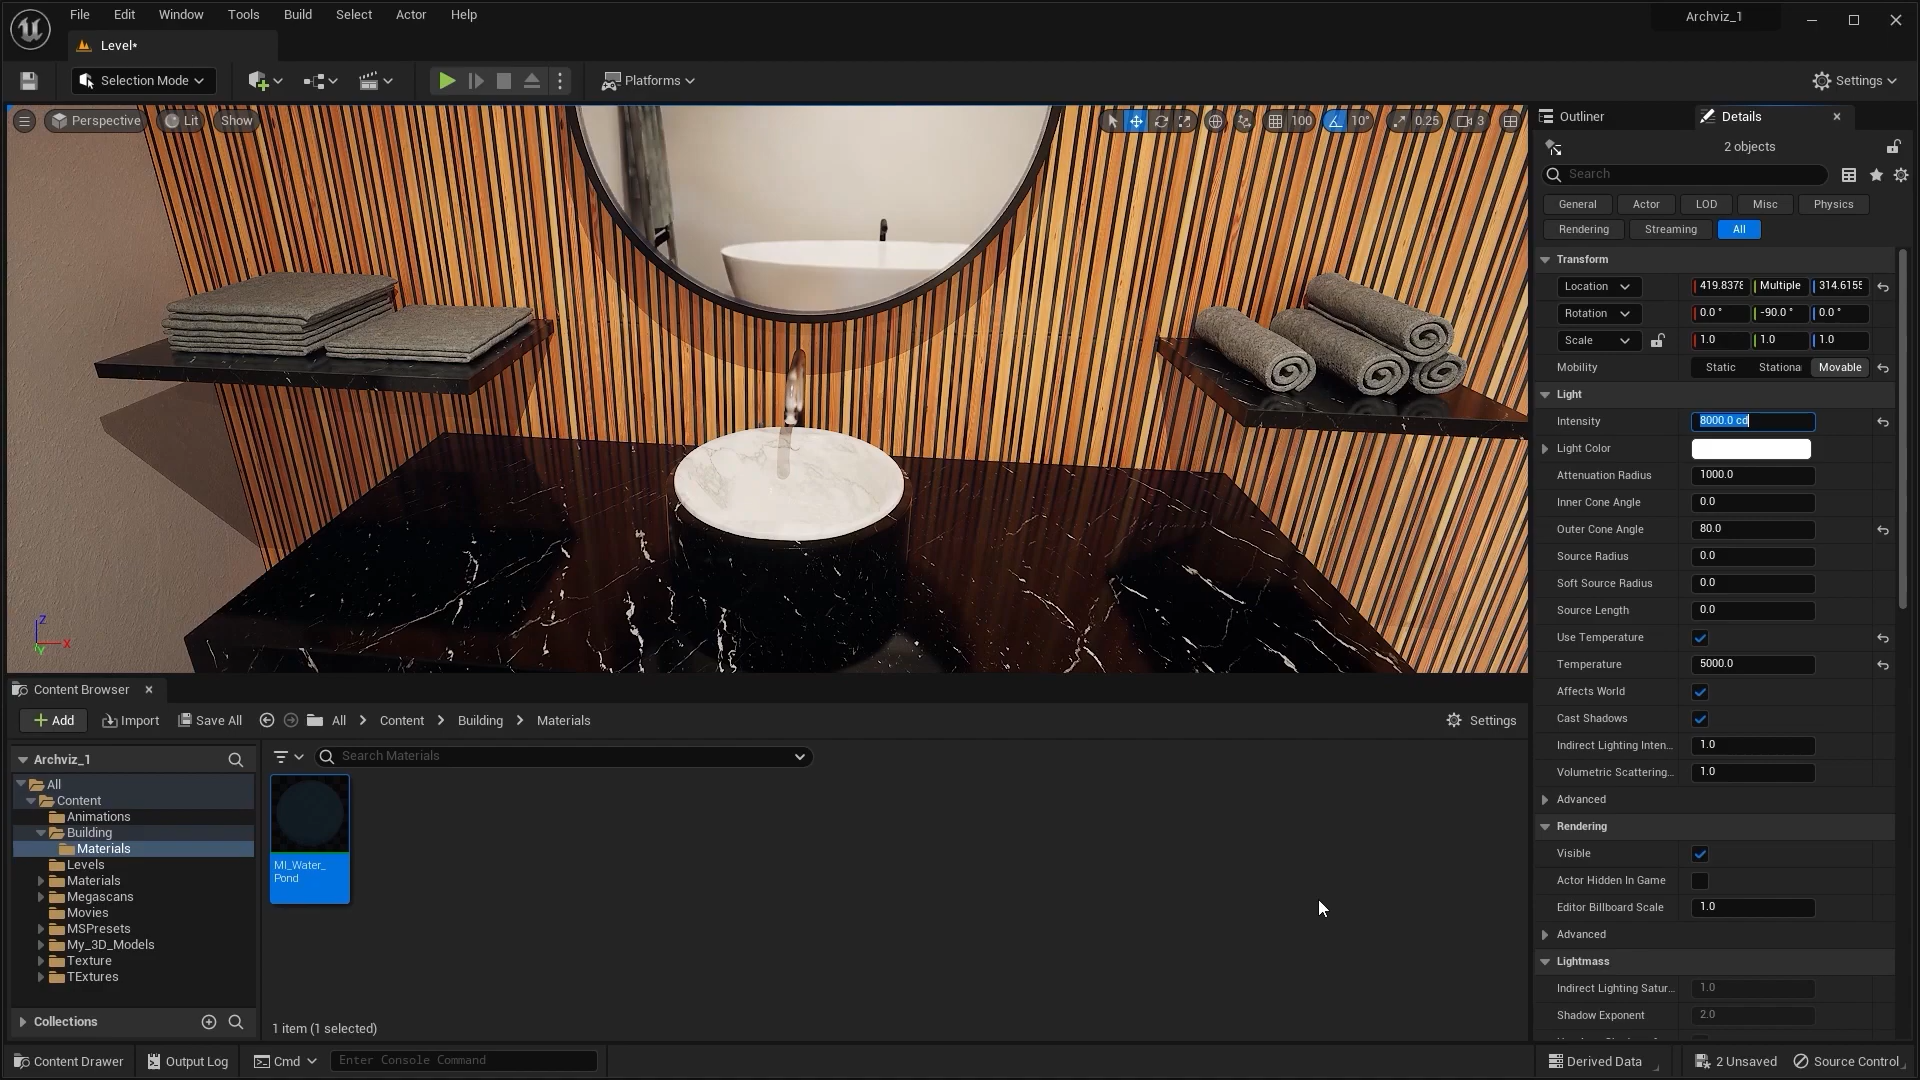 File Edit Window Tools Build Select Actor Help
Archviz_1
Level*
Selection Mode
Platforms
Settings
Perspective Lit Show
100 10° 0.25 3
Outliner Details
2 objects
Search
General Actor LOD Misc Physics
Rendering Streaming All
Transform
Location 419.8378 Multiple 314.6155
Rotation 0.0 ° -90.0 ° 0.0 °
Scale 1.0 1.0 1.0
Mobility Static Stationa Movable
Light
Intensity 8000.0 cd
Light Color
Attenuation Radius 1000.0
Inner Cone Angle 0.0
Outer Cone Angle 80.0
Source Radius 0.0
Soft Source Radius 0.0
Source Length 0.0
Use Temperature
Temperature 5000.0
Affects World
Cast Shadows
Indirect Lighting Inten... 1.0
Volumetric Scattering... 1.0
Advanced
Rendering
Visible
Actor Hidden In Game
Editor Billboard Scale 1.0
Advanced
Lightmass
Indirect Lighting Satur... 1.0
Shadow Exponent 2.0
Z
X
Y
Content Browser
Add Import Save All All Content Building Materials Settings
Archviz_1
Search Materials
All
Content
Animations
Building
Materials
Levels
Materials
Megascans
Movies
MSPresets
My_3D_Models
Texture
TExtures
MI_Water_
Pond
Collections
1 item (1 selected)
Content Drawer Output Log Cmd Enter Console Command Derived Data 2 Unsaved Source Control